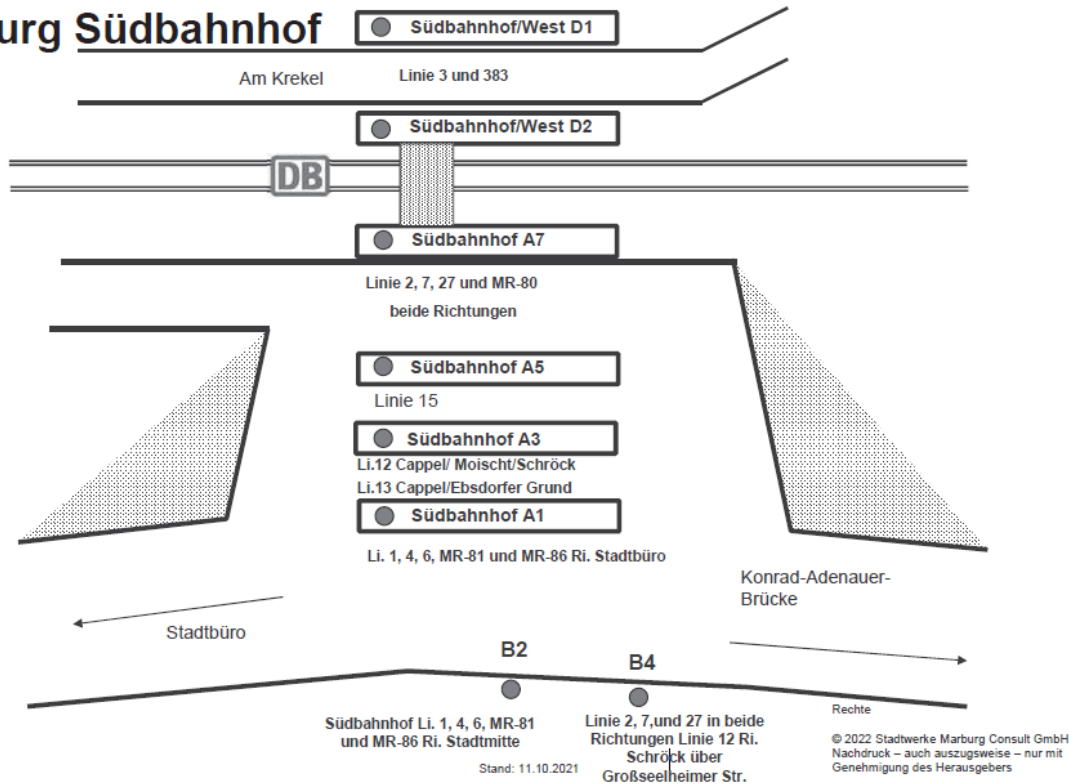 urg Südbahnhof
Südbahnhof/West D1
Am Krekel
Linie 3 und 383
Südbahnhof/West D2
DB
Südbahnhof A7
Linie 2, 7, 27 und MR-80
beide Richtungen
Südbahnhof A5
Linie 15
Südbahnhof A3
Li.12 Cappel/ Moischt/Schröck
Li.13 Cappel/Ebsdorfer Grund
Südbahnhof A1
Li. 1, 4, 6, MR-81 und MR-86 Ri. Stadtbüro
Konrad-Adenauer-
Brücke
Stadtbüro
B2
B4
Südbahnhof Li. 1, 4, 6, MR-81
und MR-86 Ri. Stadtmitte
Linie 2, 7,und 27 in beide
Richtungen Linie 12 Ri.
Schröck über
Großseelheimer Str.
Stand: 11.10.2021
Rechte
© 2022 Stadtwerke Marburg Consult GmbH
Nachdruck – auch auszugsweise – nur mit
Genehmigung des Herausgebers